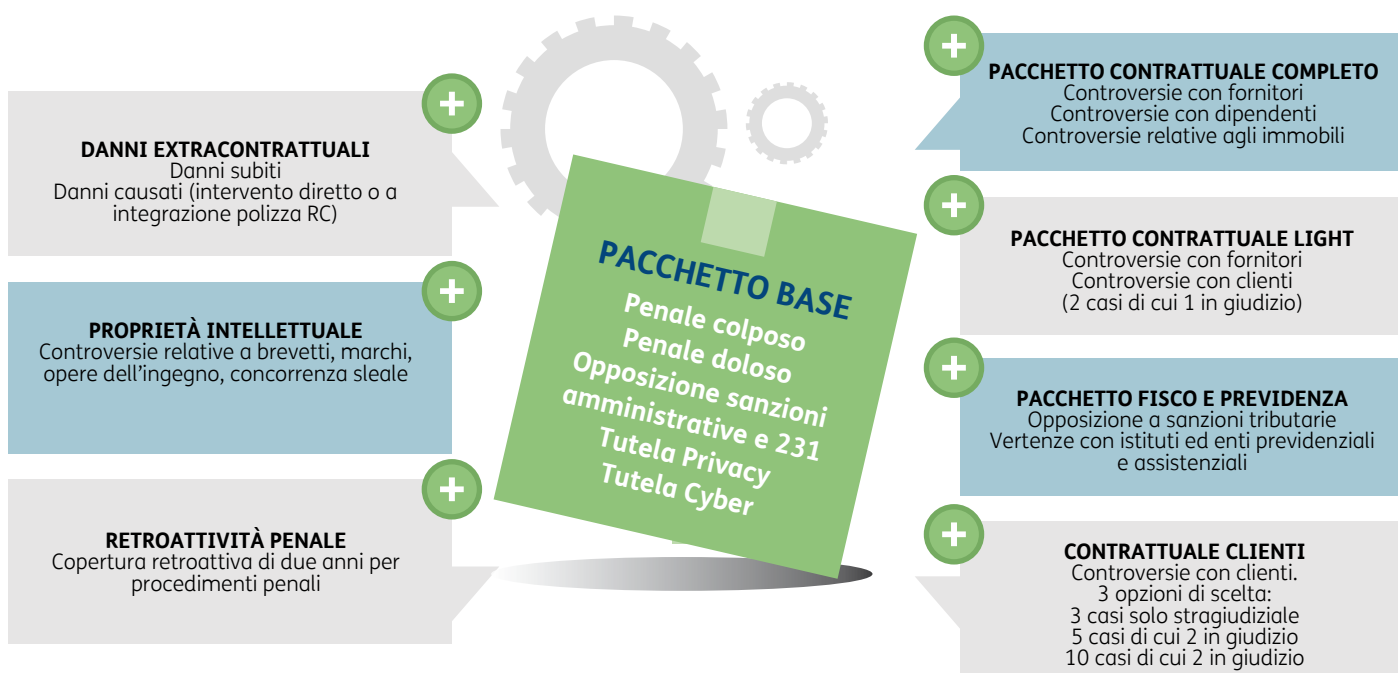 DANNI EXTRACONTRATTUALI
Danni subiti
Danni causati (intervento diretto o a
integrazione polizza RC)
PROPRIETÀ INTELLETTUALE
Controversie relative a brevetti, marchi,
opere dell’ingegno, concorrenza sleale
RETROATTIVITÀ PENALE
Copertura retroattiva di due anni per
procedimenti penali
PACCHETTO BASE
Penale colposo
Penale doloso
Opposizione sanzioni
amministrative e 231
Tutela Privacy
Tutela Cyber
PACCHETTO CONTRATTUALE COMPLETO
Controversie con fornitori
Controversie con dipendenti
Controversie relative agli immobili
PACCHETTO CONTRATTUALE LIGHT
Controversie con fornitori
Controversie con clienti
(2 casi di cui 1 in giudizio)
PACCHETTO FISCO E PREVIDENZA
Opposizione a sanzioni tributarie
Vertenze con istituti ed enti previdenziali
e assistenziali
CONTRATTUALE CLIENTI
Controversie con clienti.
3 opzioni di scelta:
3 casi solo stragiudiziale
5 casi di cui 2 in giudizio
10 casi di cui 2 in giudizio